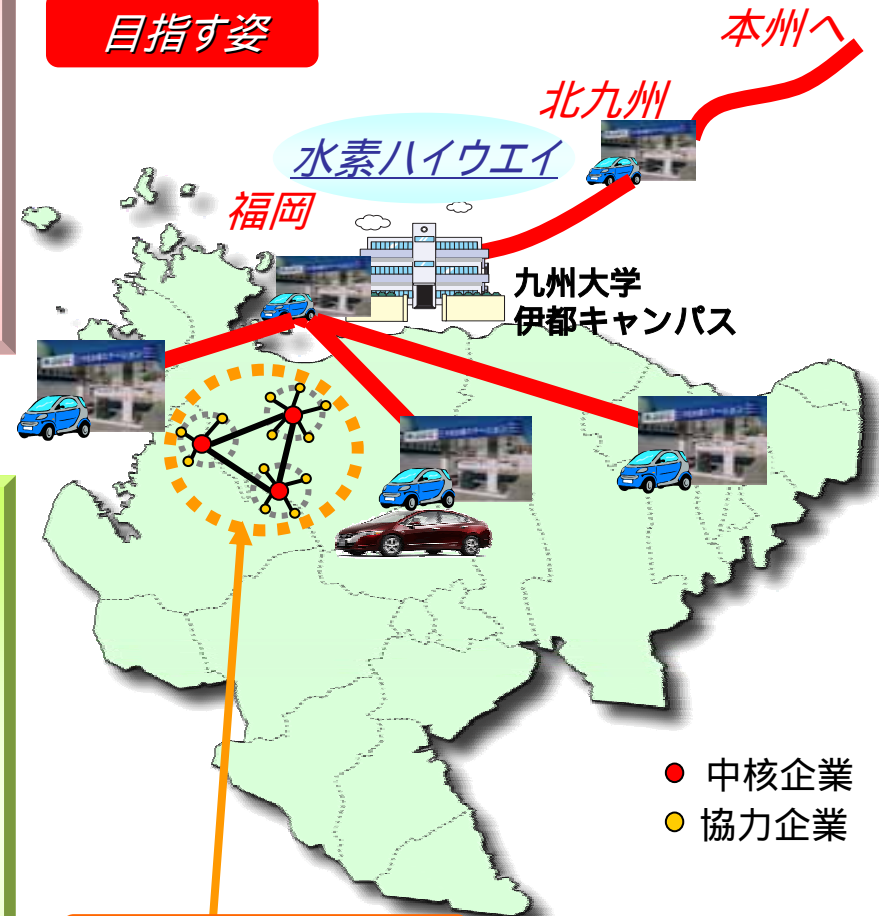 目指す姿
本州へ
北九州
水素ハイウエイ
福岡
九州大学
伊都キャンパス
中核企業
協力企業